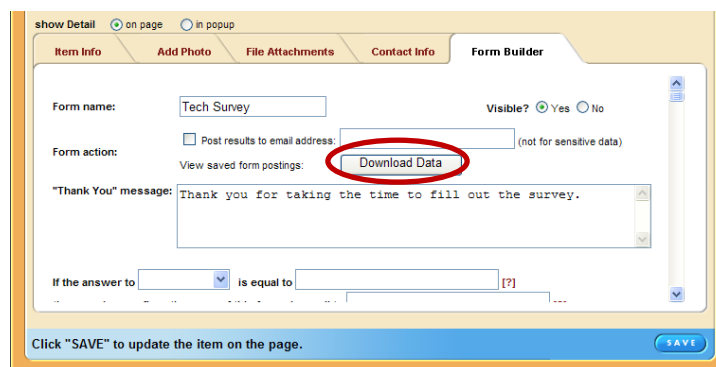 show Detail on page in popup
Item Info Add Photo File Attachments Contact Info Form Builder
Form name: Tech Survey Visible? Yes No
Form action: Post results to email address: (not for sensitive data)
View saved form postings: Download Data
"Thank You" message: Thank you for taking the time to fill out the survey.
If the answer to is equal to [?]
Click "SAVE" to update the item on the page. SAVE